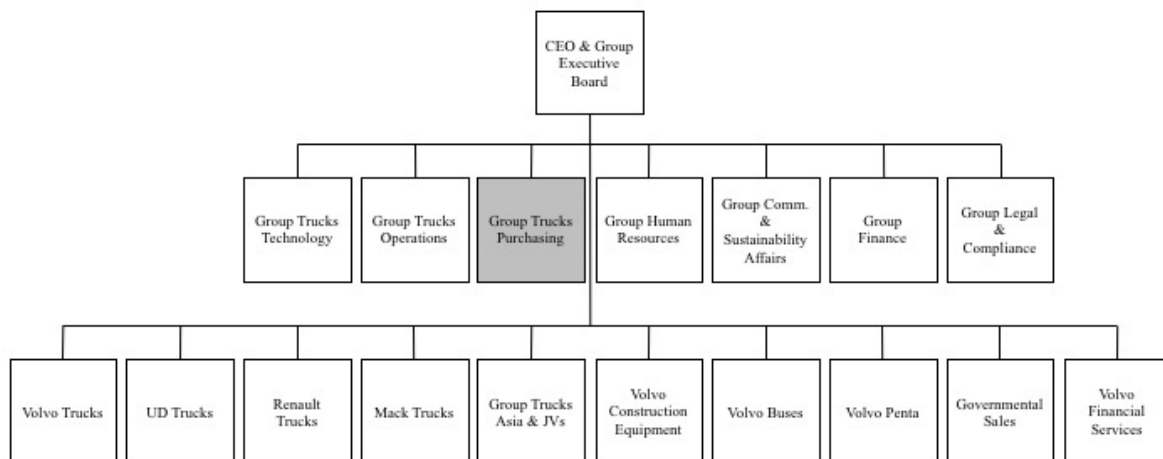 CEO & Group
Executive
Board
Group Trucks
Technology
Group Trucks
Operations
Group Trucks
Purchasing
Group Human
Resources
Group Comm.
&
Sustainability
Affairs
Group
Finance
Group Legal
&
Compliance
Volvo Trucks
UD Trucks
Renault
Trucks
Mack Trucks
Group Trucks
Asia & JVs
Volvo
Construction
Equipment
Volvo Buses
Volvo Penta
Governmental
Sales
Volvo
Financial
Services